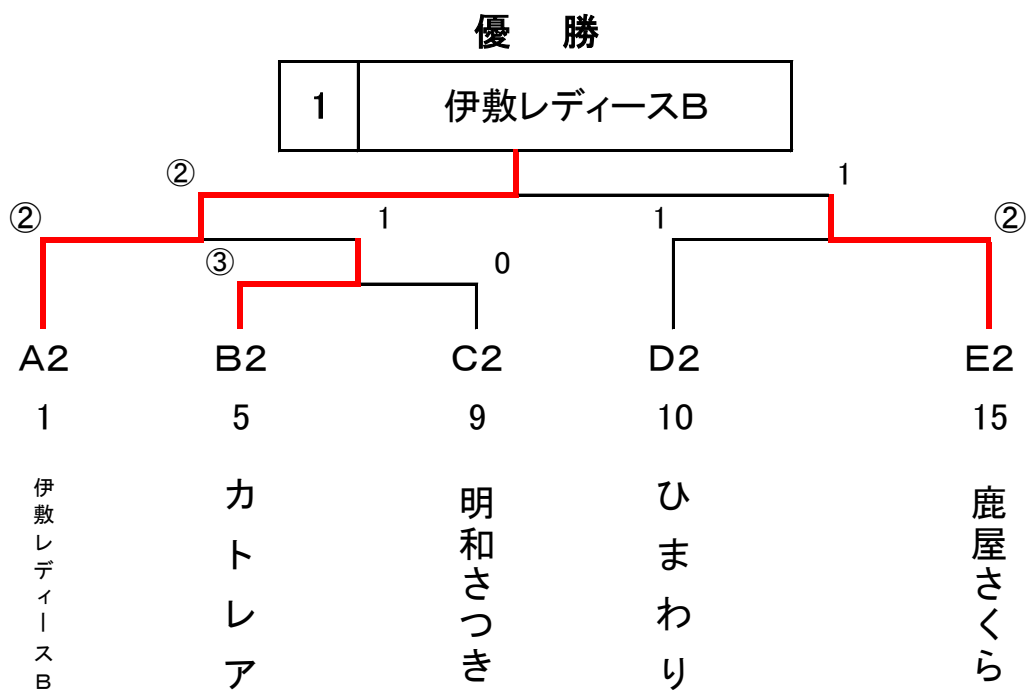 優 勝
1 伊敷レディースB
② 1
② 1 1 ②
③ 0
A2 B2 C2 D2 E2
1 5 9 10 15
伊敷レディースB
カトレア
明和さつき
ひまわり
鹿屋さくら